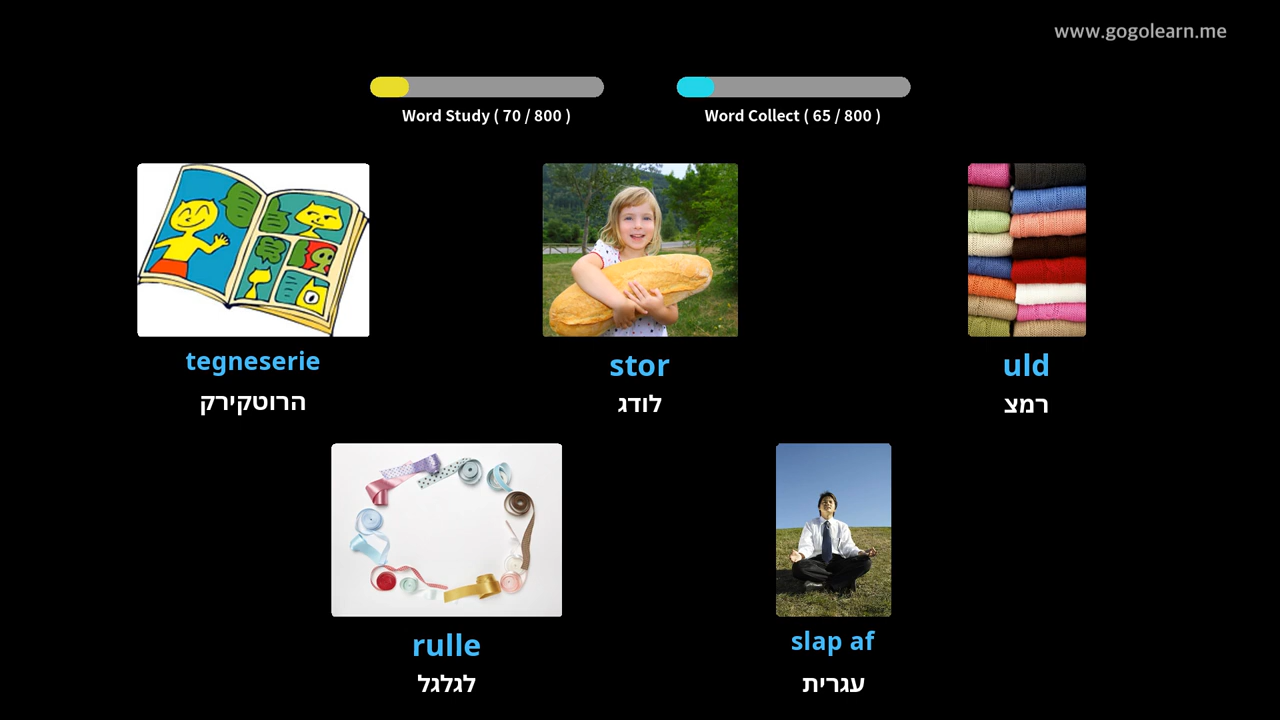 www.gogolearn.me
Word Study ( 70 / 800 )
Word Collect ( 65 / 800 )
tegneserie
הרוטקירק
stor
לודג
uld
רמצ
rulle
לגלגל
slap af
עגרית